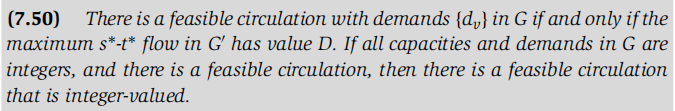 (7.50) There is a feasible circulation with demands {dᵥ} in G if and only if the
maximum s*-t* flow in G′ has value D. If all capacities and demands in G are
integers, and there is a feasible circulation, then there is a feasible circulation
that is integer-valued.